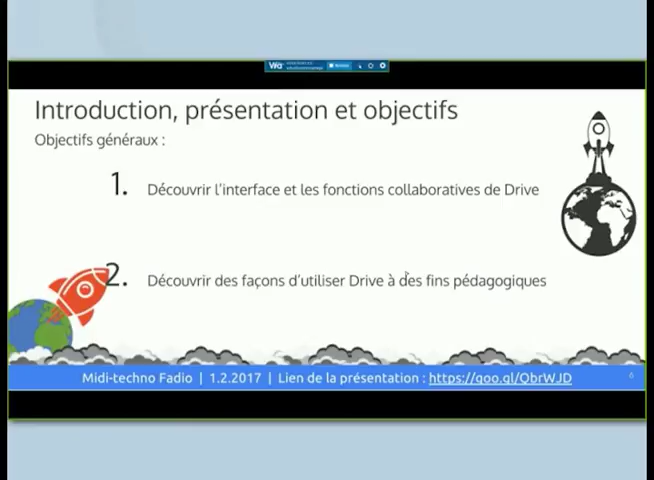 Via
Introduction, présentation et objectifs
Objectifs généraux :
1. Découvrir l'interface et les fonctions collaboratives de Drive
2. Découvrir des façons d'utiliser Drive à des fins pédagogiques
Midi-techno Fadio | 1.2.2017 | Lien de la présentation : https://goo.gl/QbrWJD
6